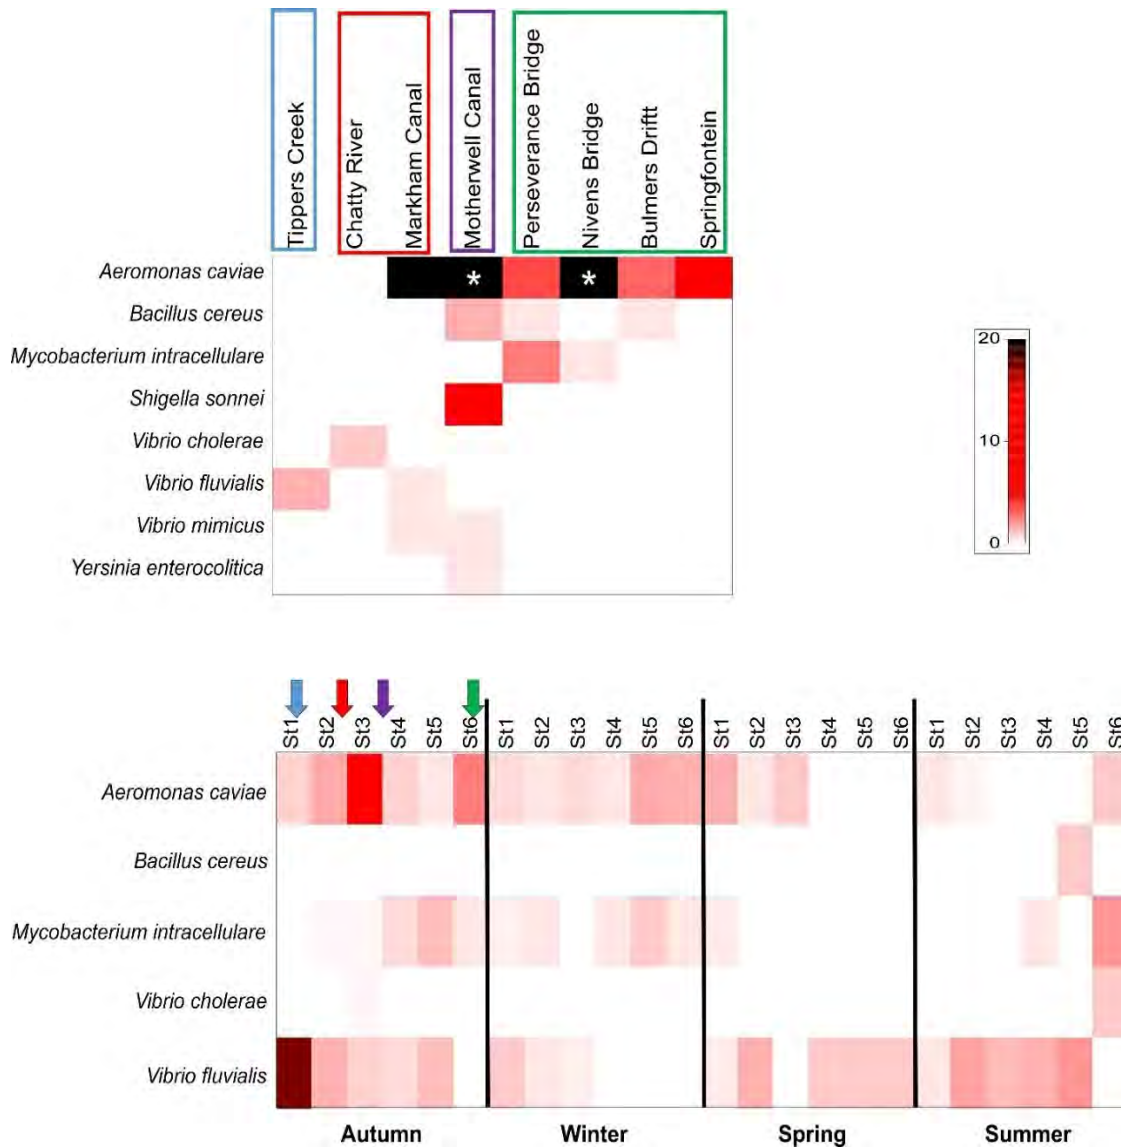 Tippers Creek
Chatty River
Markham Canal
Motherwell Canal
Perseverance Bridge
Nivens Bridge
Bulmers Driftt
Springfontein
Aeromonas caviae
* *
Bacillus cereus
Mycobacterium intracellulare
Shigella sonnei
Vibrio cholerae
Vibrio fluvialis
Vibrio mimicus
Yersinia enterocolitica
20
10
0
St1 St2 St3 St4 St5 St6 St1 St2 St3 St4 St5 St6 St1 St2 St3 St4 St5 St6 St1 St2 St3 St4 St5 St6
Aeromonas caviae
Bacillus cereus
Mycobacterium intracellulare
Vibrio cholerae
Vibrio fluvialis
Autumn Winter Spring Summer